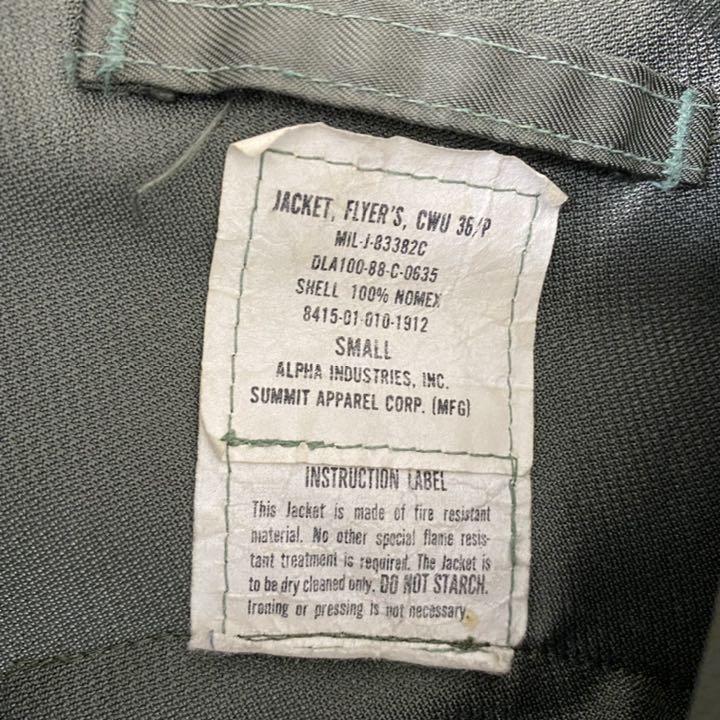 JACKET, FLYER'S, CWU 36/P
MIL-J-83382C
DLA100-88-C-0635
SHELL 100% NOMEX
8415-01-010-1912
SMALL
ALPHA INDUSTRIES, INC.
SUMMIT APPAREL CORP. (MFG)
INSTRUCTION LABEL
This Jacket is made of fire resistant
material. No other special flame resis-
tant treatment is required. The Jacket is
to be dry cleaned only. DO NOT STARCH.
Ironing or pressing is not necessary.